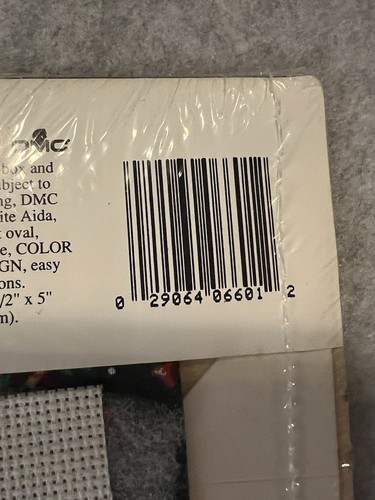 DMC
box and
bject to
ng, DMC
ite Aida,
t oval,
e, COLOR
GN, easy
ons.
/2" x 5"
m).
0 29064 06601 2